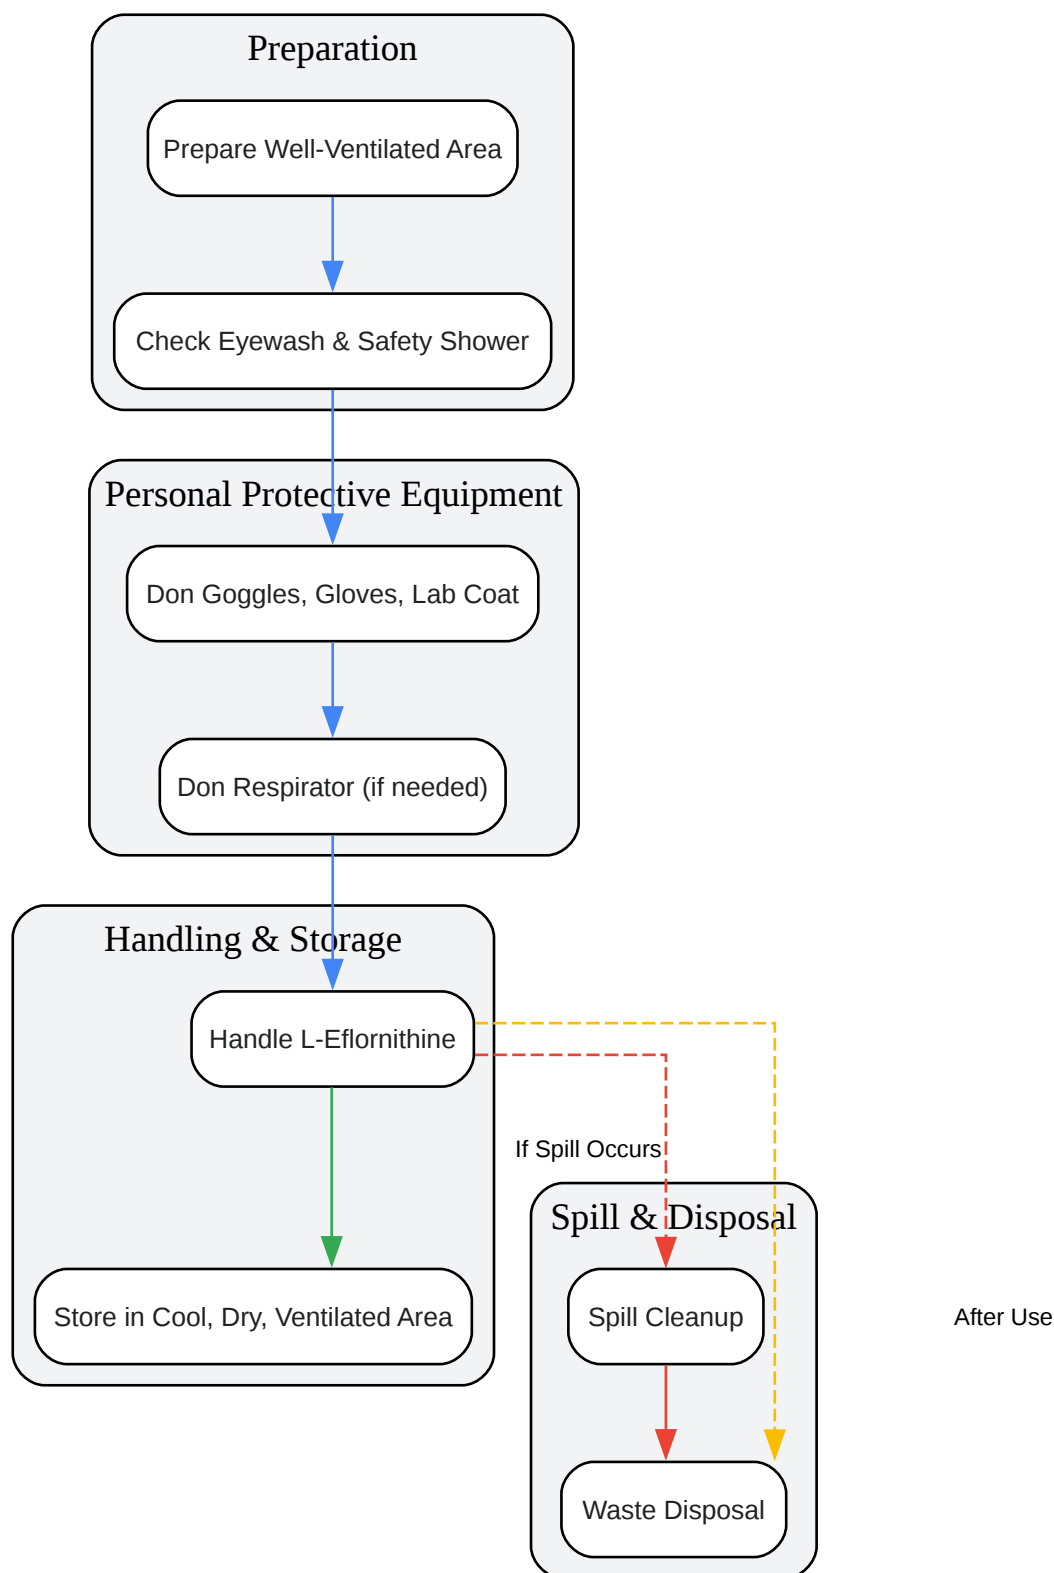 Preparation
Prepare Well-Ventilated Area
Check Eyewash & Safety Shower
Personal Protective Equipment
Don Goggles, Gloves, Lab Coat
Don Respirator (if needed)
Handling & Storage
Handle L-Eflornithine
If Spill Occurs
Spill & Disposal
Store in Cool, Dry, Ventilated Area
Spill Cleanup
After Use
Waste Disposal